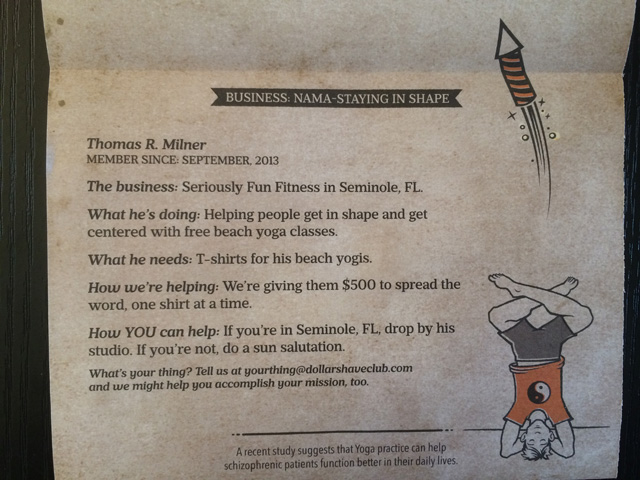 BUSINESS: NAMA-STAYING IN SHAPE
Thomas R. Milner
MEMBER SINCE: SEPTEMBER, 2013
The business: Seriously Fun Fitness in Seminole, FL.
What he's doing: Helping people get in shape and get
centered with free beach yoga classes.
What he needs: T-shirts for his beach yogis.
How we're helping: We're giving them $500 to spread the
word, one shirt at a time.
How YOU can help: If you're in Seminole, FL, drop by his
studio. If you're not, do a sun salutation.
What's your thing? Tell us at yourthing@dollarshaveclub.com
and we might help you accomplish your mission, too.
A recent study suggests that Yoga practice can help
schizophrenic patients function better in their daily lives.